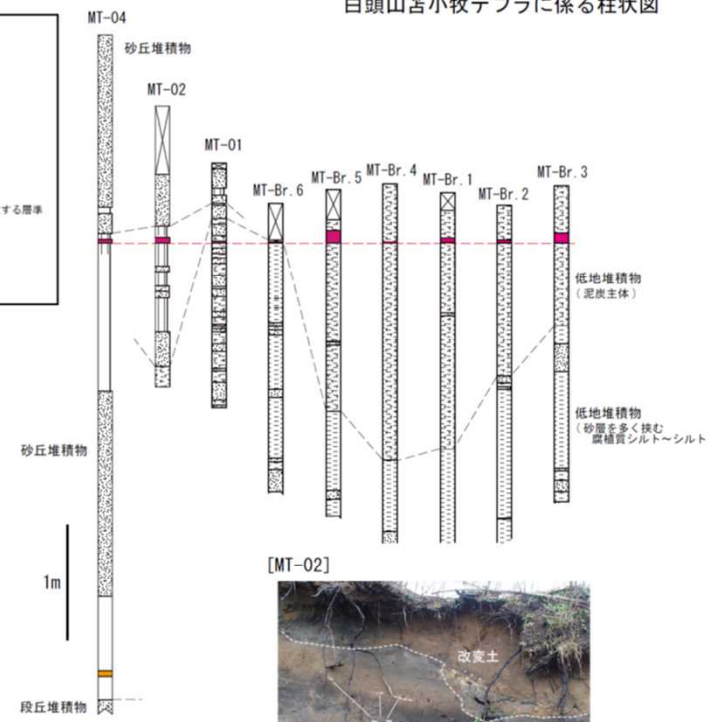 白頭山苫小牧テフラに係る柱状図
MT-04
砂丘堆積物
MT-02
MT-01
MT-Br.6
MT-Br.5
MT-Br.4
MT-Br.1
MT-Br.2
MT-Br.3
する層準
低地堆積物
(泥炭主体)
低地堆積物
(砂層を多く挟む
腐植質シルト〜シルト
砂丘堆積物
1m
段丘堆積物
[MT-02]
改変土